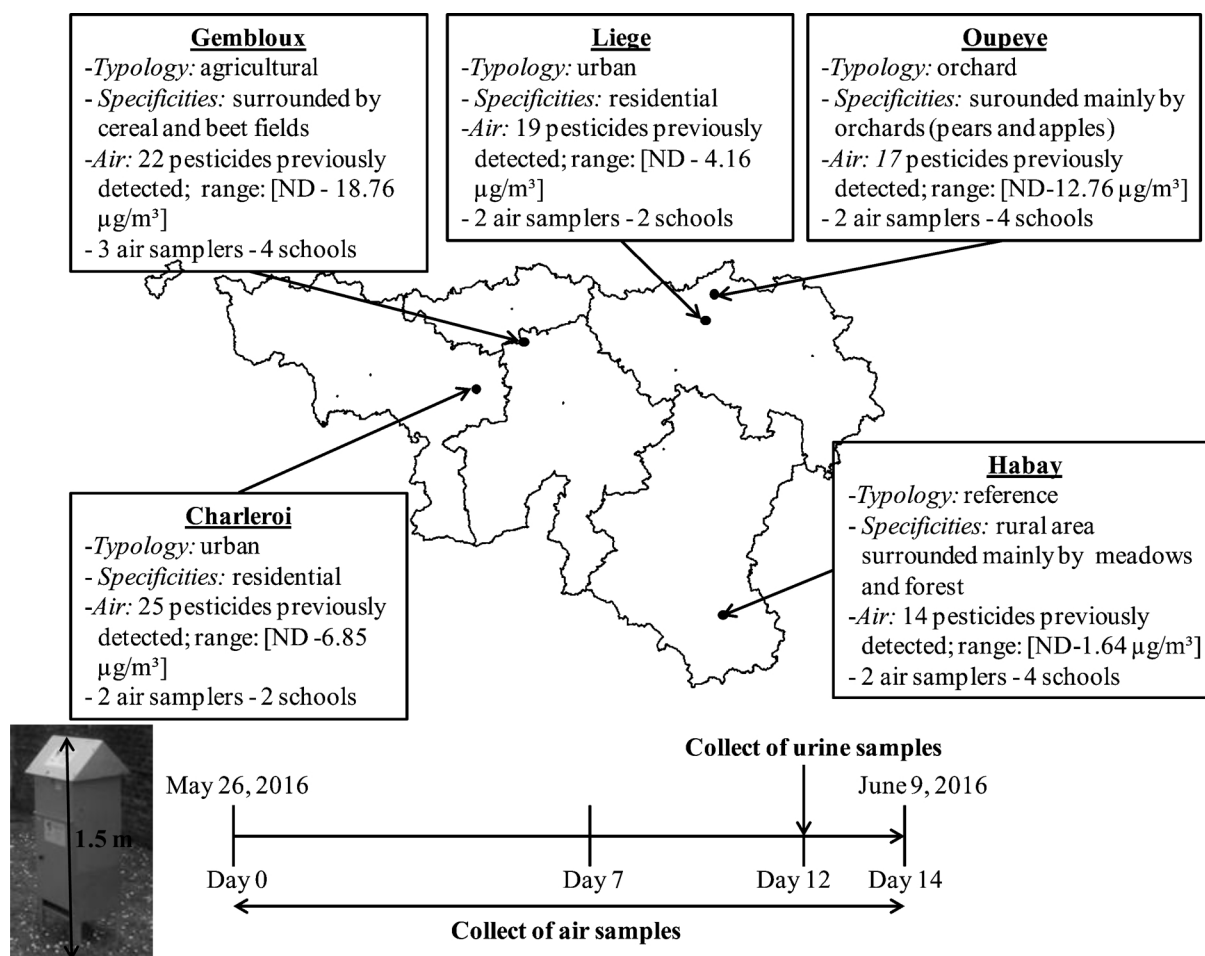 Gembloux
-Typology: agricultural
- Specificities: surrounded by
cereal and beet fields
-Air: 22 pesticides previously
detected; range: [ND - 18.76
µg/m³]
- 3 air samplers - 4 schools
Liege
-Typology: urban
- Specificities: residential
-Air: 19 pesticides previously
detected; range: [ND - 4.16
µg/m³]
- 2 air samplers - 2 schools
Oupeye
-Typology: orchard
- Specificities: surounded mainly by
orchards (pears and apples)
-Air: 17 pesticides previously
detected; range: [ND-12.76 µg/m³]
- 2 air samplers - 4 schools
Charleroi
-Typology: urban
- Specificities: residential
-Air: 25 pesticides previously
detected; range: [ND -6.85
µg/m³]
- 2 air samplers - 2 schools
Habay
-Typology: reference
- Specificities: rural area
surrounded mainly by meadows
and forest
-Air: 14 pesticides previously
detected; range: [ND-1.64 µg/m³]
- 2 air samplers - 4 schools
1.5 m
Collect of urine samples
May 26, 2016
June 9, 2016
Day 0
Day 7
Day 12
Day 14
Collect of air samples